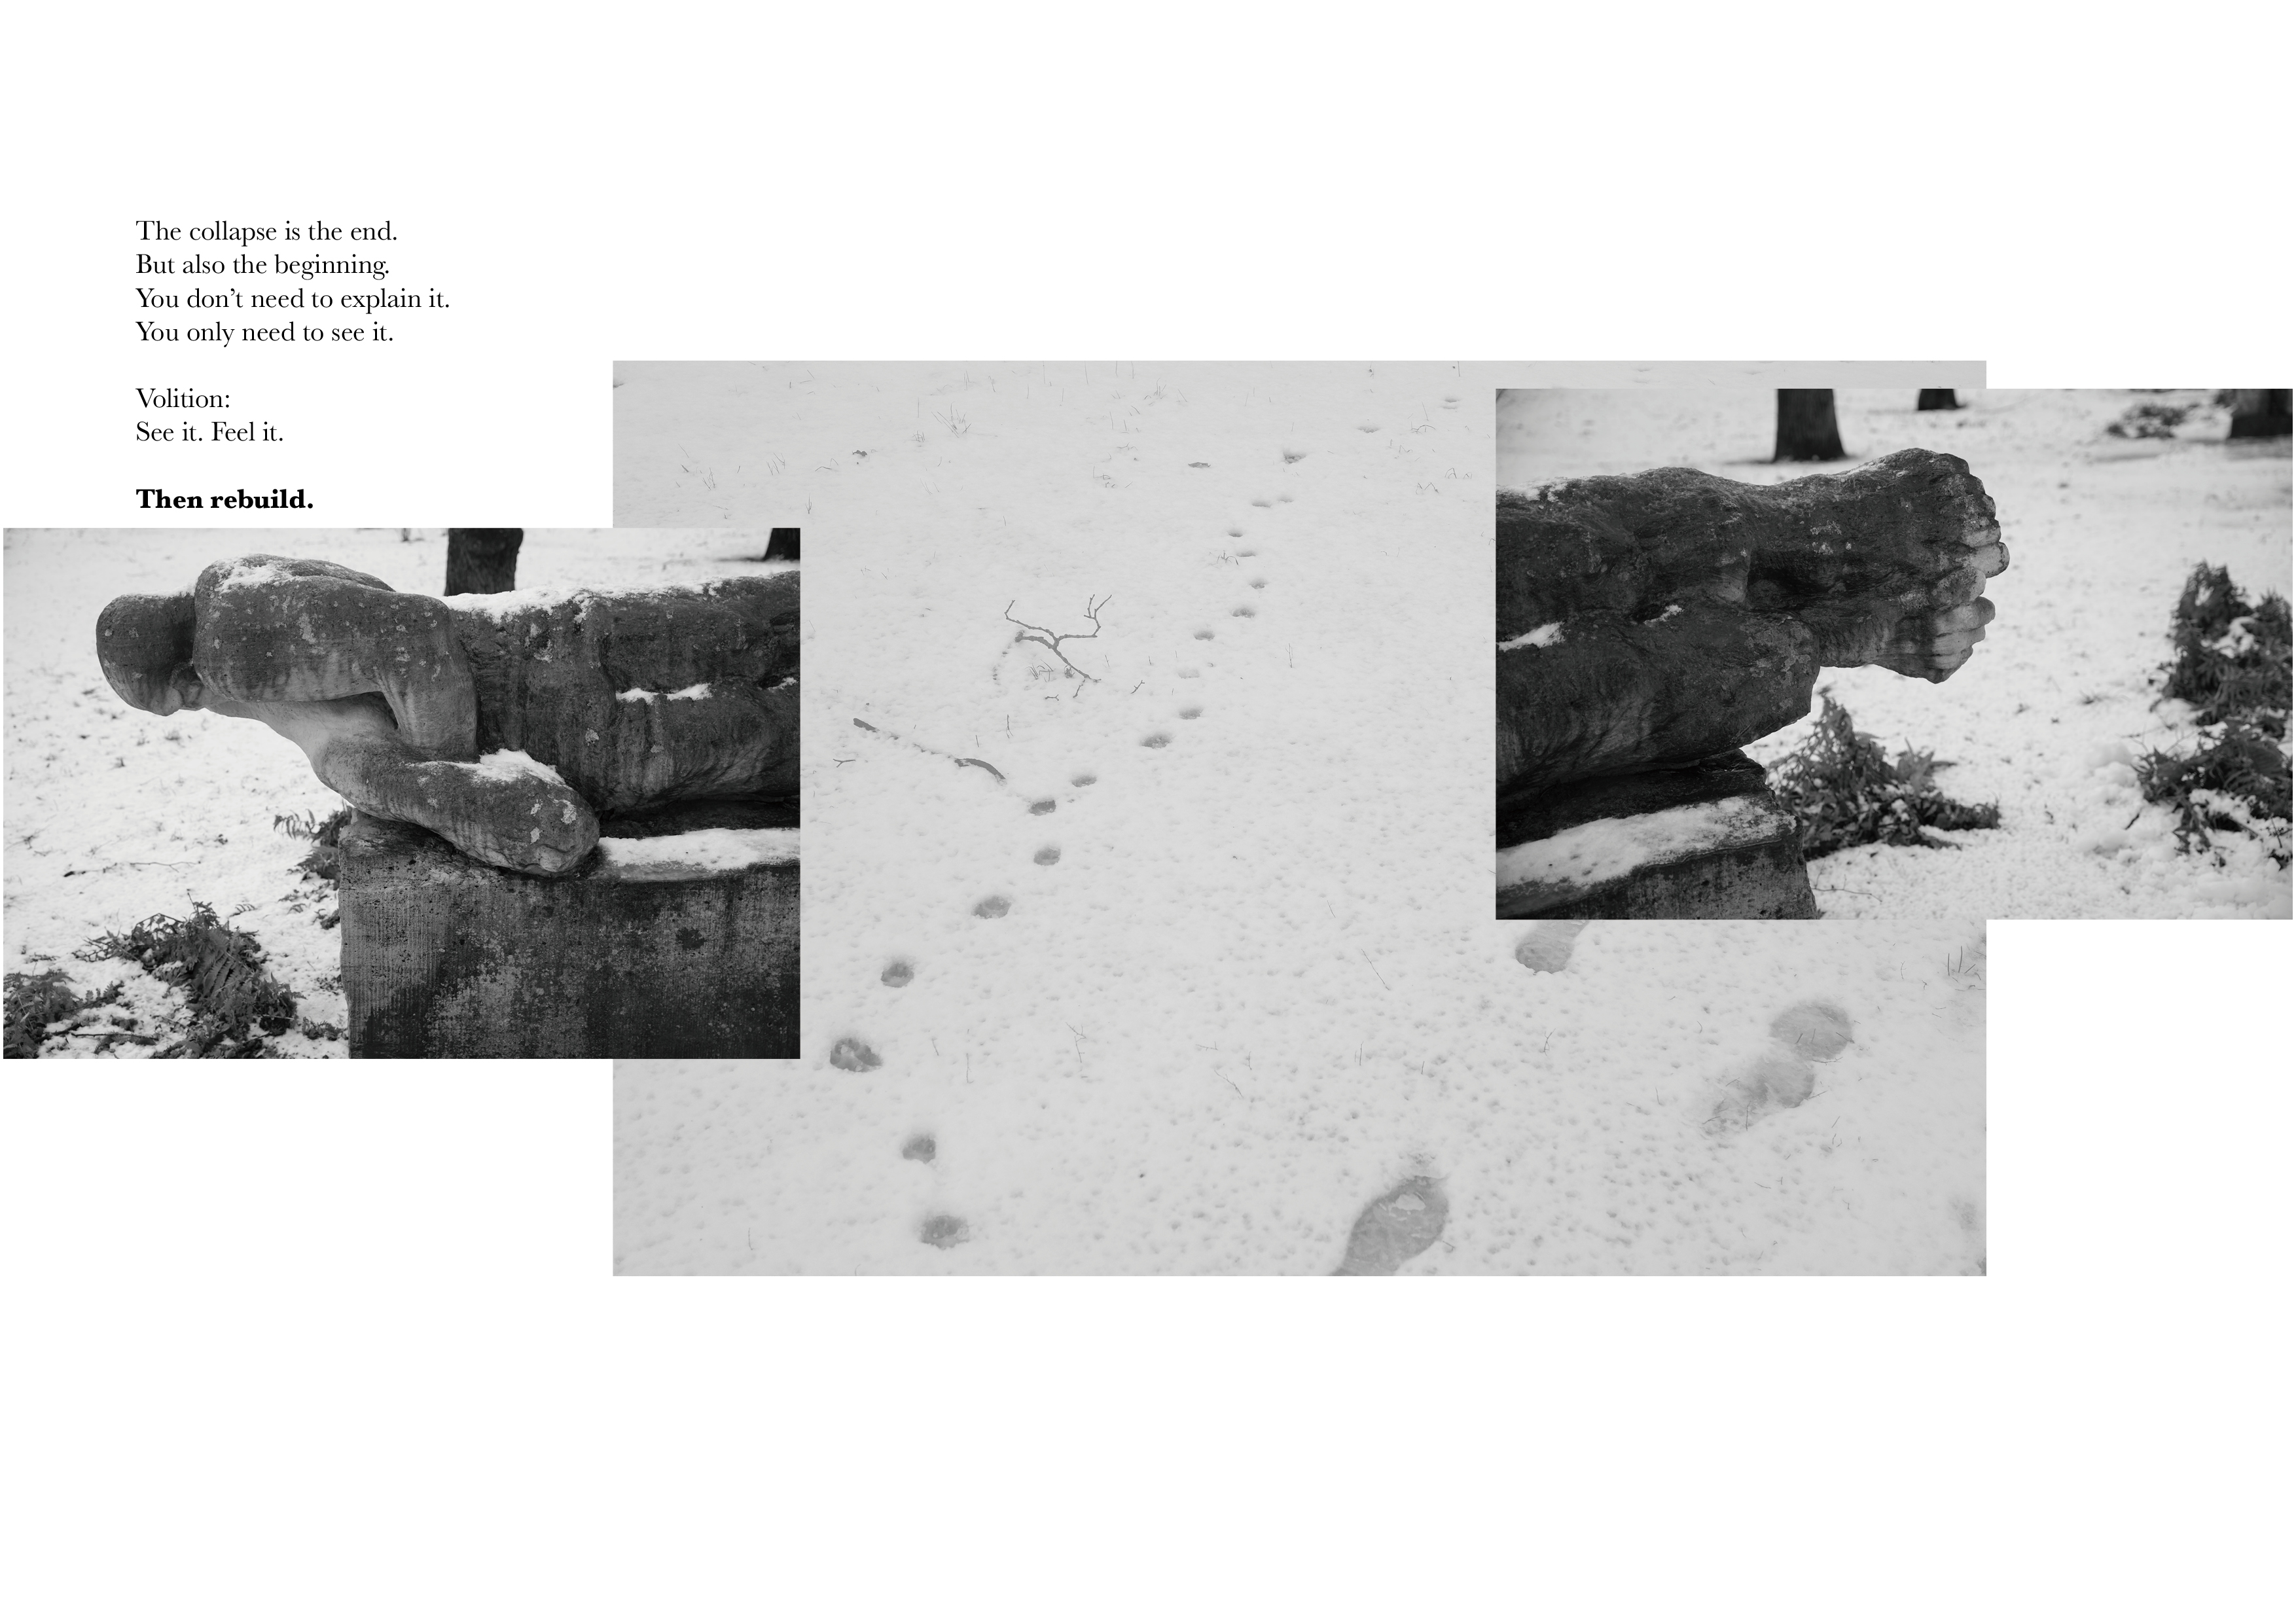 The collapse is the end.
But also the beginning.
You don’t need to explain it.
You only need to see it.
Volition:
See it. Feel it.
Then rebuild.